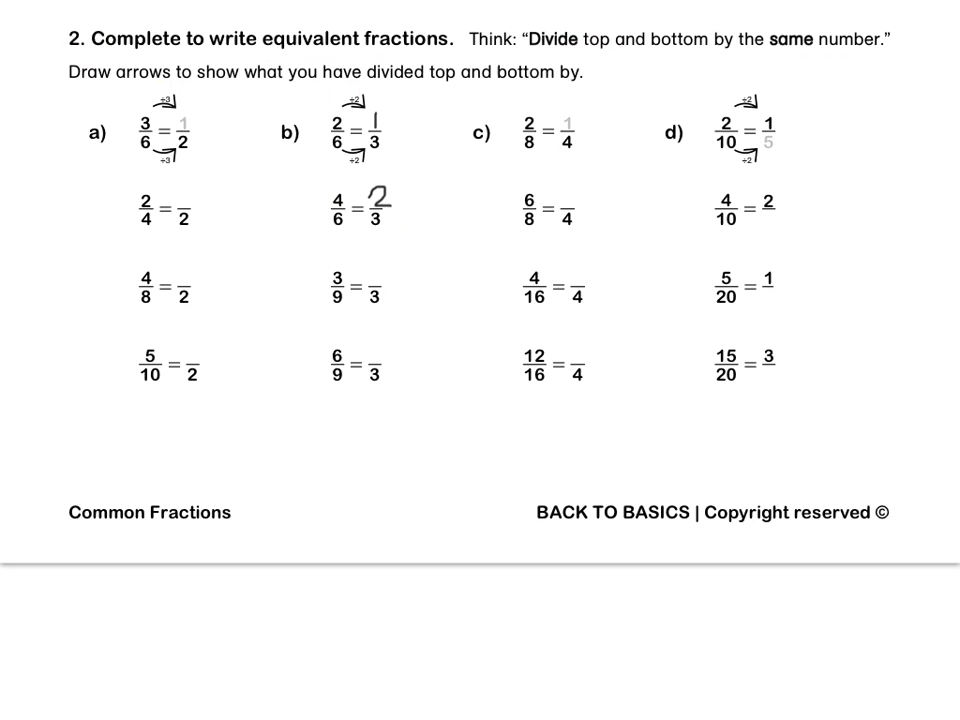 2. Complete to write equivalent fractions. Think: “Divide top and bottom by the same number.”
Draw arrows to show what you have divided top and bottom by.
÷3 ÷2 ÷2
a) 3/6 = 1/2 b) 2/6 = 1/3 c) 2/8 = 1/4 d) 2/10 = 1/5
÷3 ÷2 ÷2
2/4 = /2 4/6 = 2/3 6/8 = /4 4/10 = 2/
4/8 = /2 3/9 = /3 4/16 = /4 5/20 = 1/
5/10 = /2 6/9 = /3 12/16 = /4 15/20 = 3/
Common Fractions BACK TO BASICS | Copyright reserved ©